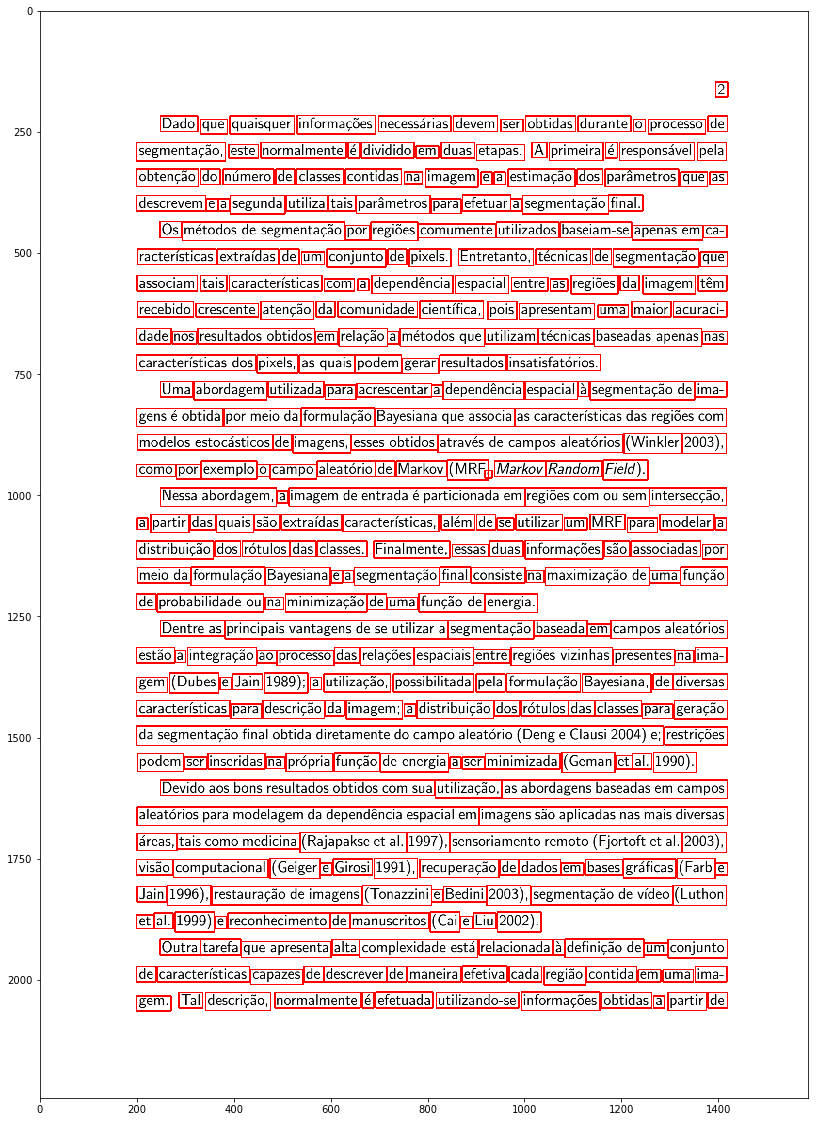 2
Dado que quaisquer informações necessárias devem ser obtidas durante o processo de
segmentação, este normalmente é dividido em duas etapas. A primeira é responsável pela
obtenção do número de classes contidas na imagem e a estimação dos parâmetros que as
descrevem e a segunda utiliza tais parâmetros para efetuar a segmentação final.
Os métodos de segmentação por regiões comumente utilizados baseiam-se apenas em ca-
racterísticas extraídas de um conjunto de pixels. Entretanto, técnicas de segmentação que
associam tais características com a dependência espacial entre as regiões da imagem têm
recebido crescente atenção da comunidade científica, pois apresentam uma maior acuraci-
dade nos resultados obtidos em relação a métodos que utilizam técnicas baseadas apenas nas
características dos pixels, as quais podem gerar resultados insatisfatórios.
Uma abordagem utilizada para acrescentar a dependência espacial à segmentação de ima-
gens é obtida por meio da formulação Bayesiana que associa as características das regiões com
modelos estocásticos de imagens, esses obtidos através de campos aleatórios (Winkler 2003),
como por exemplo o campo aleatório de Markov (MRF, Markov Random Field).
Nessa abordagem, a imagem de entrada é particionada em regiões com ou sem intersecção,
a partir das quais são extraídas características, além de se utilizar um MRF para modelar a
distribuição dos rótulos das classes. Finalmente, essas duas informações são associadas por
meio da formulação Bayesiana e a segmentação final consiste na maximização de uma função
de probabilidade ou na minimização de uma função de energia.
Dentre as principais vantagens de se utilizar a segmentação baseada em campos aleatórios
estão a integração ao processo das relações espaciais entre regiões vizinhas presentes na ima-
gem (Dubes e Jain 1989); a utilização, possibilitada pela formulação Bayesiana, de diversas
características para descrição da imagem; a distribuição dos rótulos das classes para geração
da segmentação final obtida diretamente do campo aleatório (Deng e Clausi 2004) e; restrições
podem ser inseridas na própria função de energia a ser minimizada (Geman et al. 1990).
Devido aos bons resultados obtidos com sua utilização, as abordagens baseadas em campos
aleatórios para modelagem da dependência espacial em imagens são aplicadas nas mais diversas
áreas, tais como medicina (Rajapakse et al. 1997), sensoriamento remoto (Fjortoft et al. 2003),
visão computacional (Geiger e Girosi 1991), recuperação de dados em bases gráficas (Farb e
Jain 1996), restauração de imagens (Tonazzini e Bedini 2003), segmentação de vídeo (Luthon
et al. 1999) e reconhecimento de manuscritos (Cai e Liu 2002)
Outra tarefa que apresenta alta complexidade está relacionada à definição de um conjunto
de características capazes de descrever de maneira efetiva cada região contida em uma ima-
gem. Tal descrição, normalmente é efetuada utilizando-se informações obtidas a partir de
0
250
500
750
1000
1250
1500
1750
2000
0 200 400 600 800 1000 1200 1400